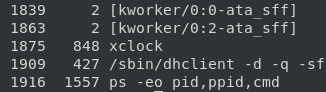 1839 2 [kworker/0:0-ata_sff]
1863 2 [kworker/0:2-ata_sff]
1875 848 xclock
1909 427 /sbin/dhclient -d -q -sf
1916 1557 ps -eo pid,ppid,cmd